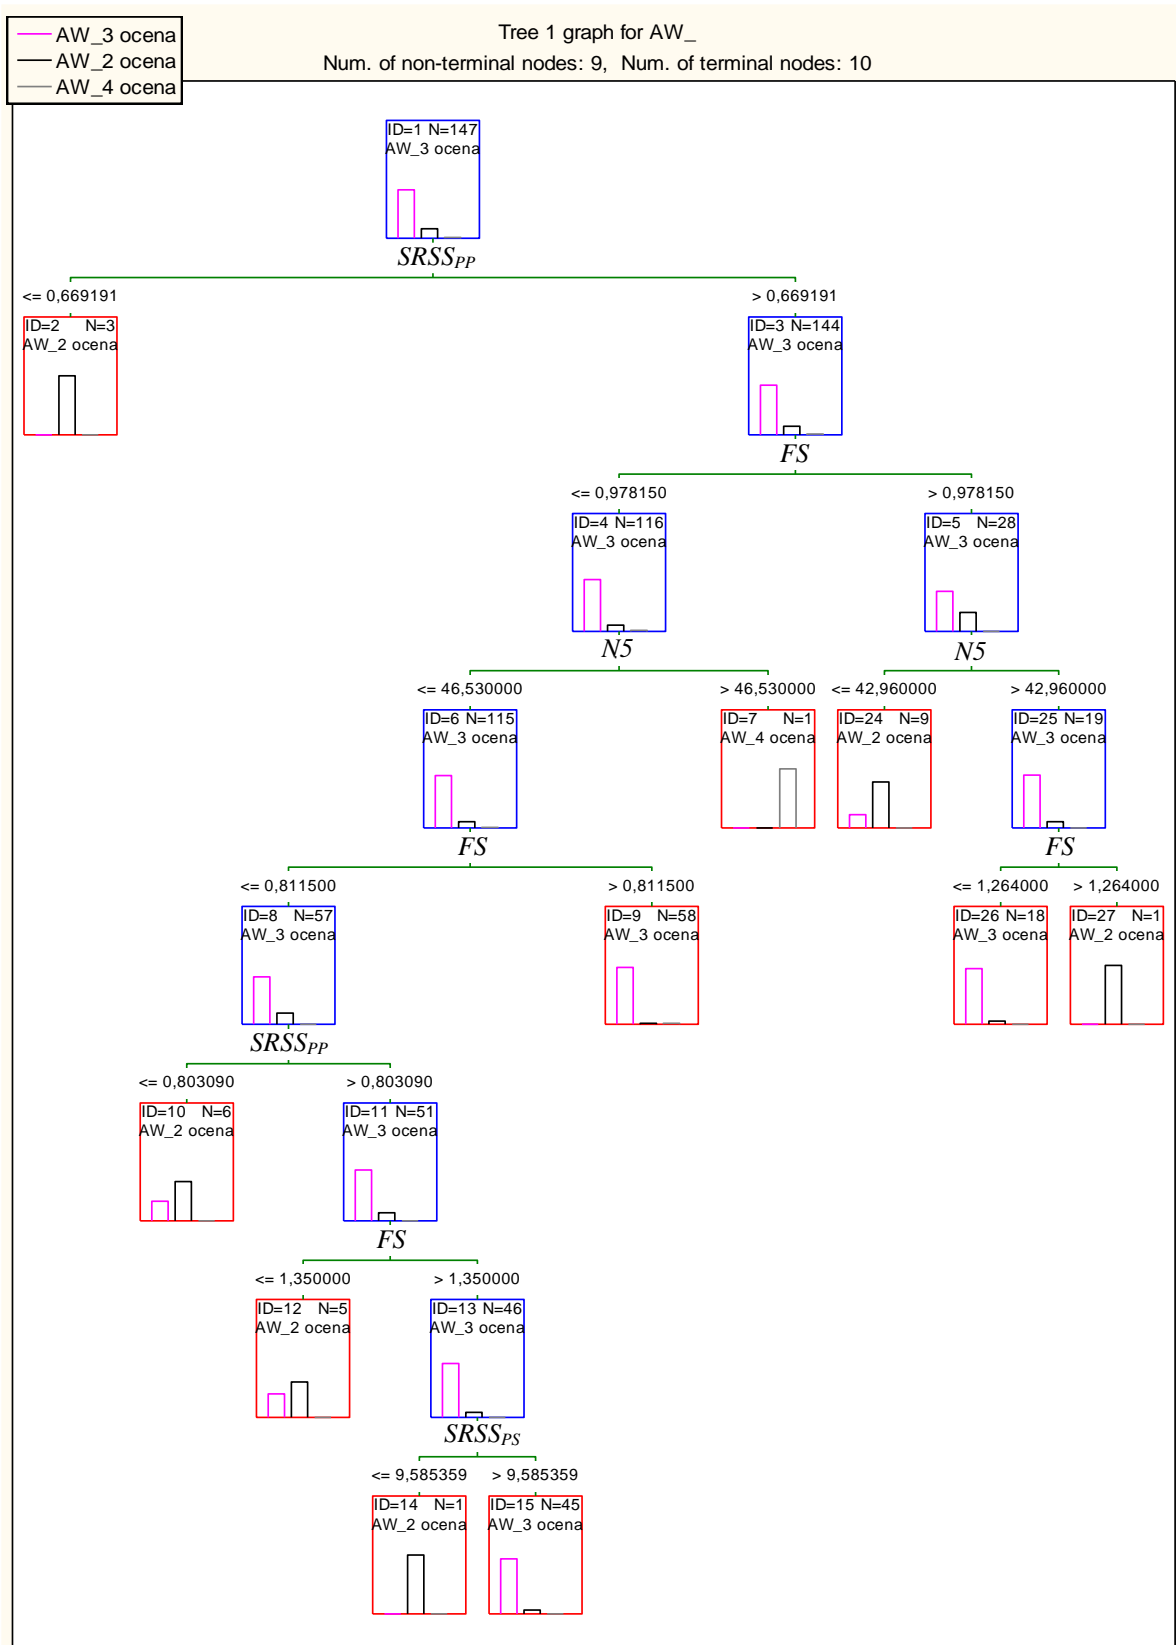 AW_3 ocena
AW_2 ocena
AW_4 ocena
Tree 1 graph for AW_
Num. of non-terminal nodes: 9, Num. of terminal nodes: 10
ID=1 N=147
AW_3 ocena
SRSSPP
<= 0,669191 > 0,669191
ID=2 N=3
AW_2 ocena
ID=3 N=144
AW_3 ocena
FS
<= 0,978150 > 0,978150
ID=4 N=116
AW_3 ocena
ID=5 N=28
AW_3 ocena
N5
N5
<= 46,530000 > 46,530000
<= 42,960000 > 42,960000
ID=6 N=115
AW_3 ocena
ID=7 N=1
AW_4 ocena
ID=24 N=9
AW_2 ocena
ID=25 N=19
AW_3 ocena
FS
FS
<= 0,811500 > 0,811500
<= 1,264000 > 1,264000
ID=8 N=57
AW_3 ocena
ID=9 N=58
AW_3 ocena
ID=26 N=18
AW_3 ocena
ID=27 N=1
AW_2 ocena
SRSSPP
<= 0,803090 > 0,803090
ID=10 N=6
AW_2 ocena
ID=11 N=51
AW_3 ocena
FS
<= 1,350000 > 1,350000
ID=12 N=5
AW_2 ocena
ID=13 N=46
AW_3 ocena
SRSSPS
<= 9,585359 > 9,585359
ID=14 N=1
AW_2 ocena
ID=15 N=45
AW_3 ocena